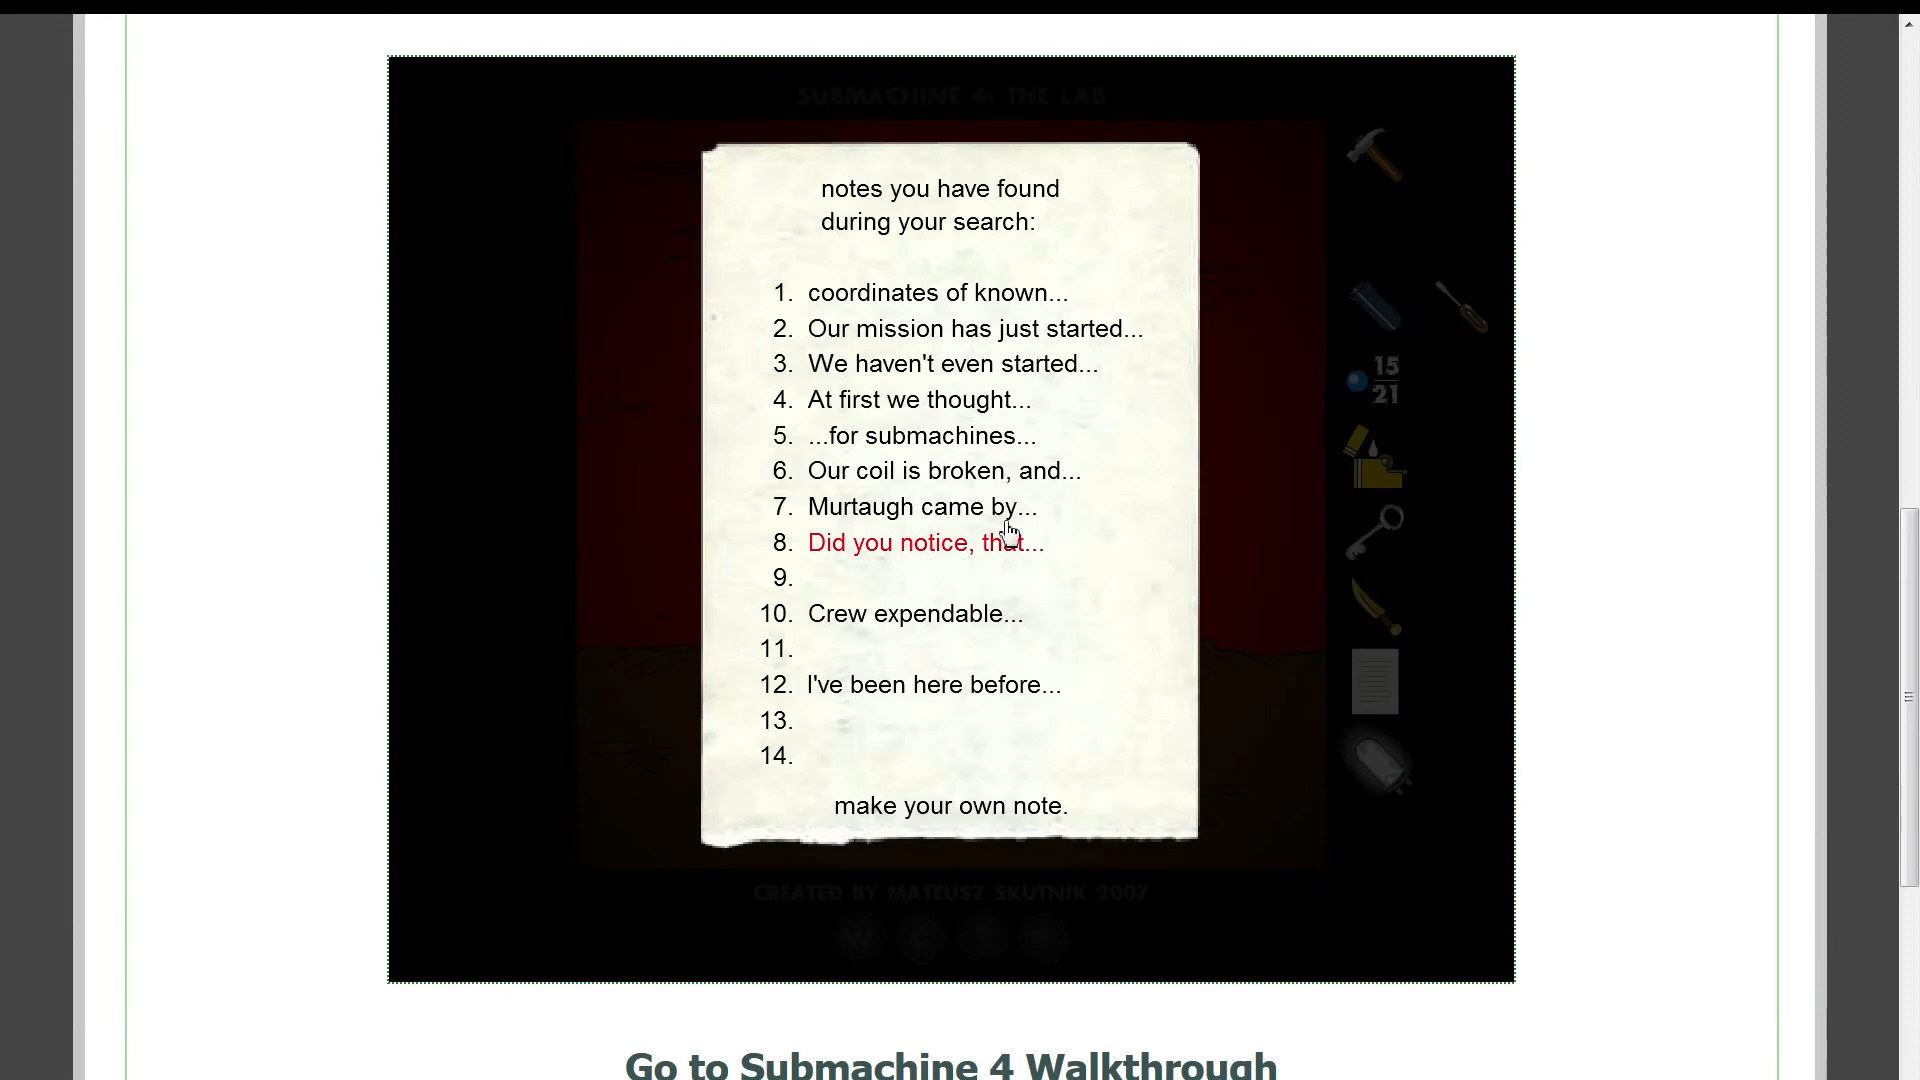 SUBMACHINE 4: THE LAB
notes you have found
during your search:
1. coordinates of known...
2. Our mission has just started...
3. We haven't even started...
4. At first we thought...
5. ...for submachines...
6. Our coil is broken, and...
7. Murtaugh came by...
8. Did you notice, that...
9.
10. Crew expendable...
11.
12. I've been here before...
13.
14.
make your own note.
15
21
CREATED BY MATEUSZ SKUTNIK 2007
Go to Submachine 4 Walkthrough